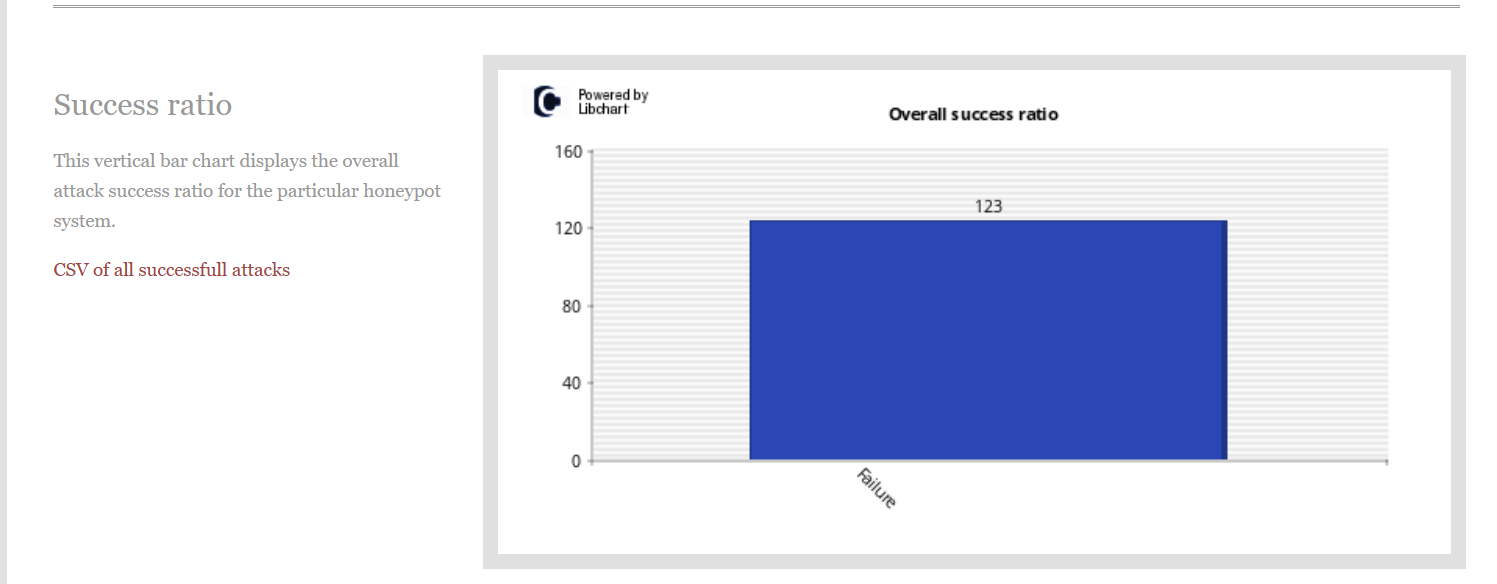 Success ratio
This vertical bar chart displays the overall
attack success ratio for the particular honeypot
system.
CSV of all successfull attacks
Powered by
Libchart
Overall success ratio
160
120
80
40
0
123
Failure